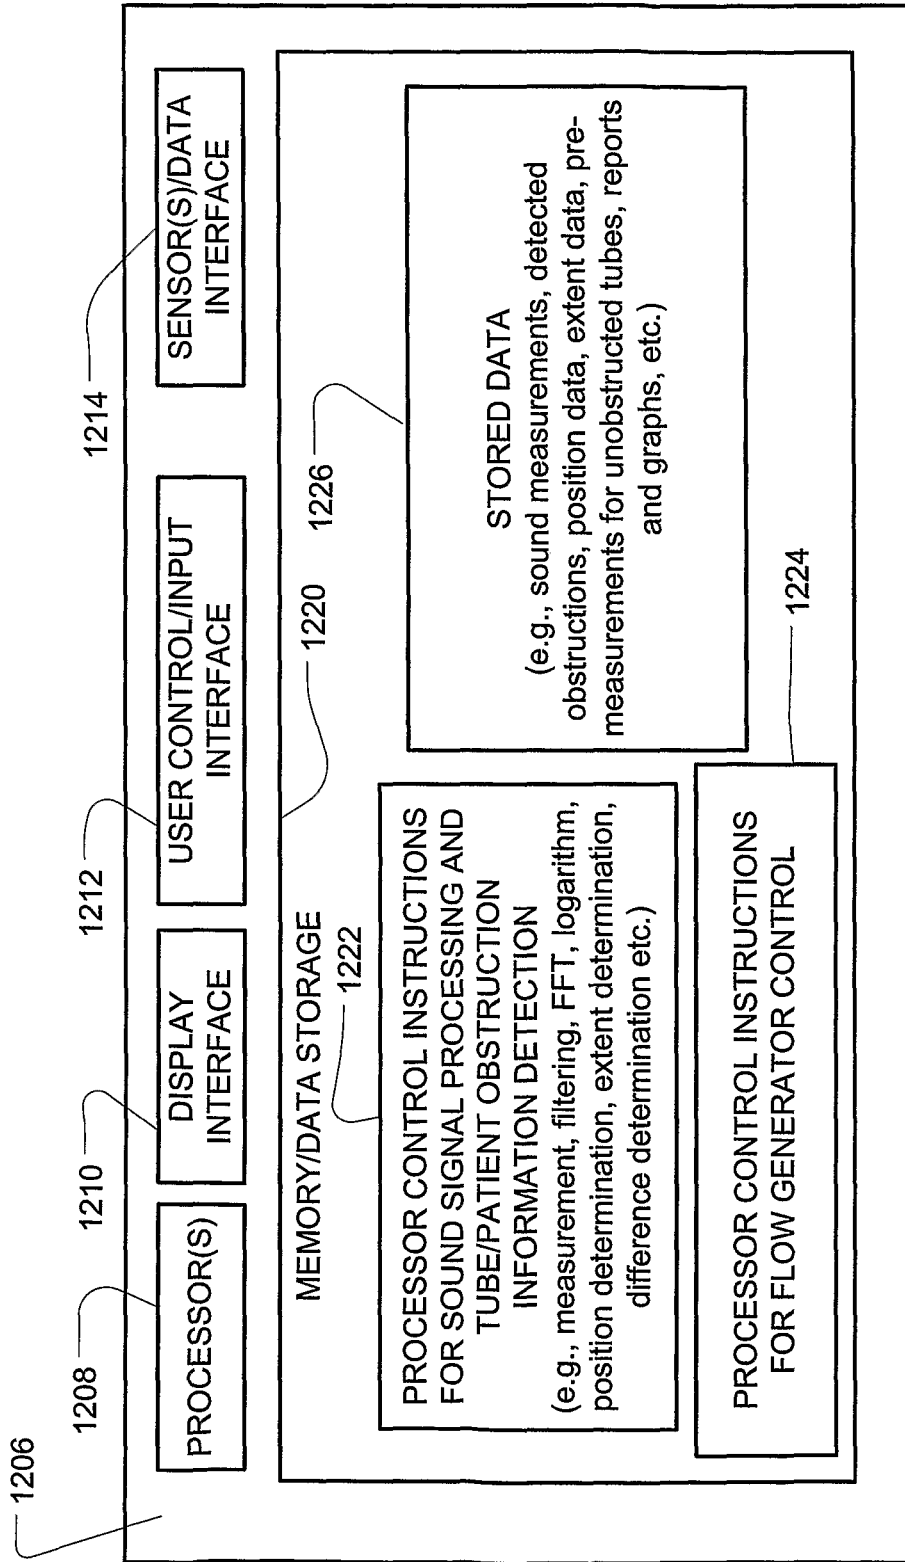 1206
1208
PROCESSOR(S)
1210
DISPLAY
INTERFACE
1212
USER CONTROL/INPUT
INTERFACE
1214
SENSOR(S)/DATA
INTERFACE
MEMORY/DATA STORAGE
1220
1222
PROCESSOR CONTROL INSTRUCTIONS
FOR SOUND SIGNAL PROCESSING AND
TUBE/PATIENT OBSTRUCTION
INFORMATION DETECTION
(e.g., measurement, filtering, FFT, logarithm,
position determination, extent determination,
difference determination etc.)
1226
STORED DATA
(e.g., sound measurements, detected
obstructions, position data, extent data, pre-
measurements for unobstructed tubes, reports
and graphs, etc.)
1224
PROCESSOR CONTROL INSTRUCTIONS
FOR FLOW GENERATOR CONTROL